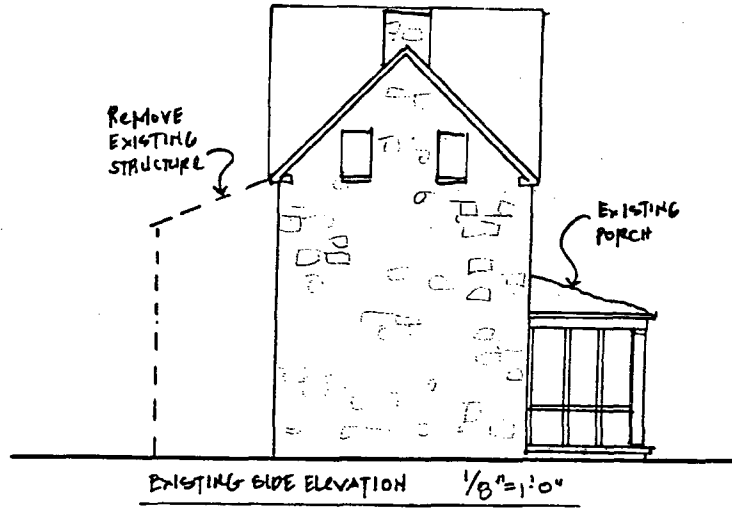 REMOVE
EXISTING
STRUCTURE
EXISTING
PORCH
EXISTING SIDE ELEVATION 1/8"=1'0"